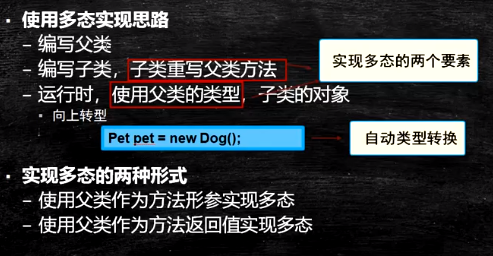 • 使用多态实现思路
– 编写父类
– 编写子类，子类重写父类方法
实现多态的两个要素
– 运行时，使用父类的类型，子类的对象
• 向上转型
Pet pet = new Dog();
自动类型转换
• 实现多态的两种形式
– 使用父类作为方法形参实现多态
– 使用父类作为方法返回值实现多态